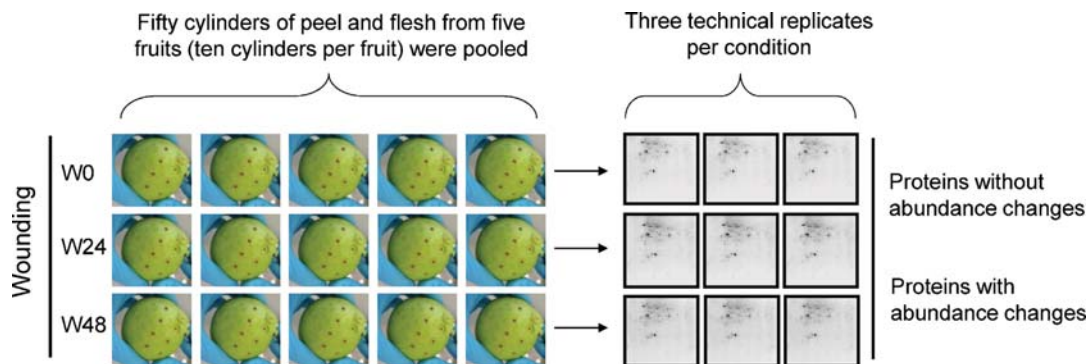 Fifty cylinders of peel and flesh from five
fruits (ten cylinders per fruit) were pooled
Three technical replicates
per condition
Wounding
W0
W24
W48
Proteins without
abundance changes
Proteins with
abundance changes